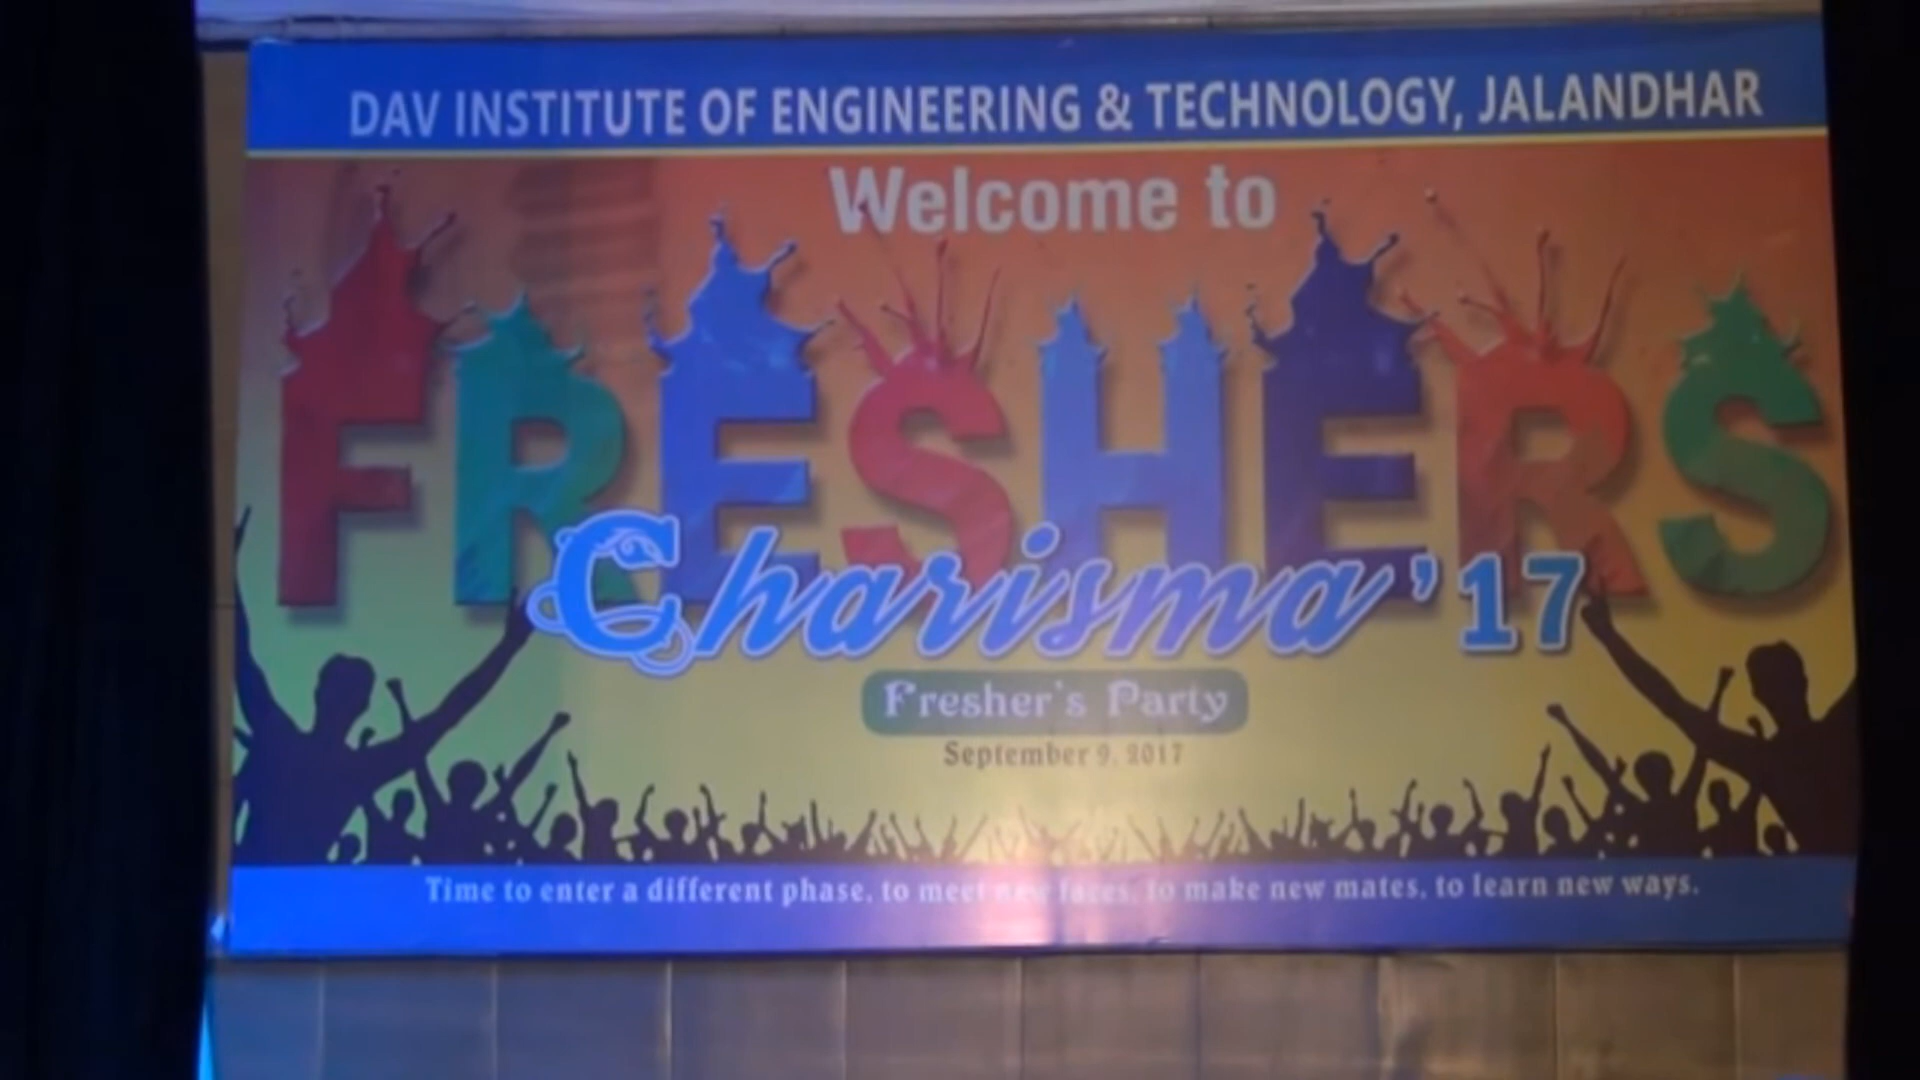 DAV INSTITUTE OF ENGINEERING & TECHNOLOGY, JALANDHAR
Welcome to
FRESHERS
Charisma '17
Fresher's Party
September 9, 2017
Time to enter a different phase, to meet new faces, to make new mates, to learn new ways.